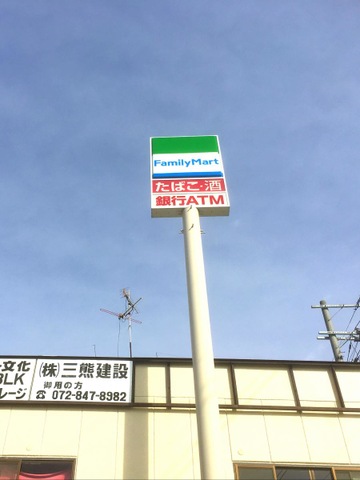 FamilyMart
たばこ・酒
銀行ATM
文化
BLK
レージ
(株)三熊建設
御用の方
☎ 072-847-8982